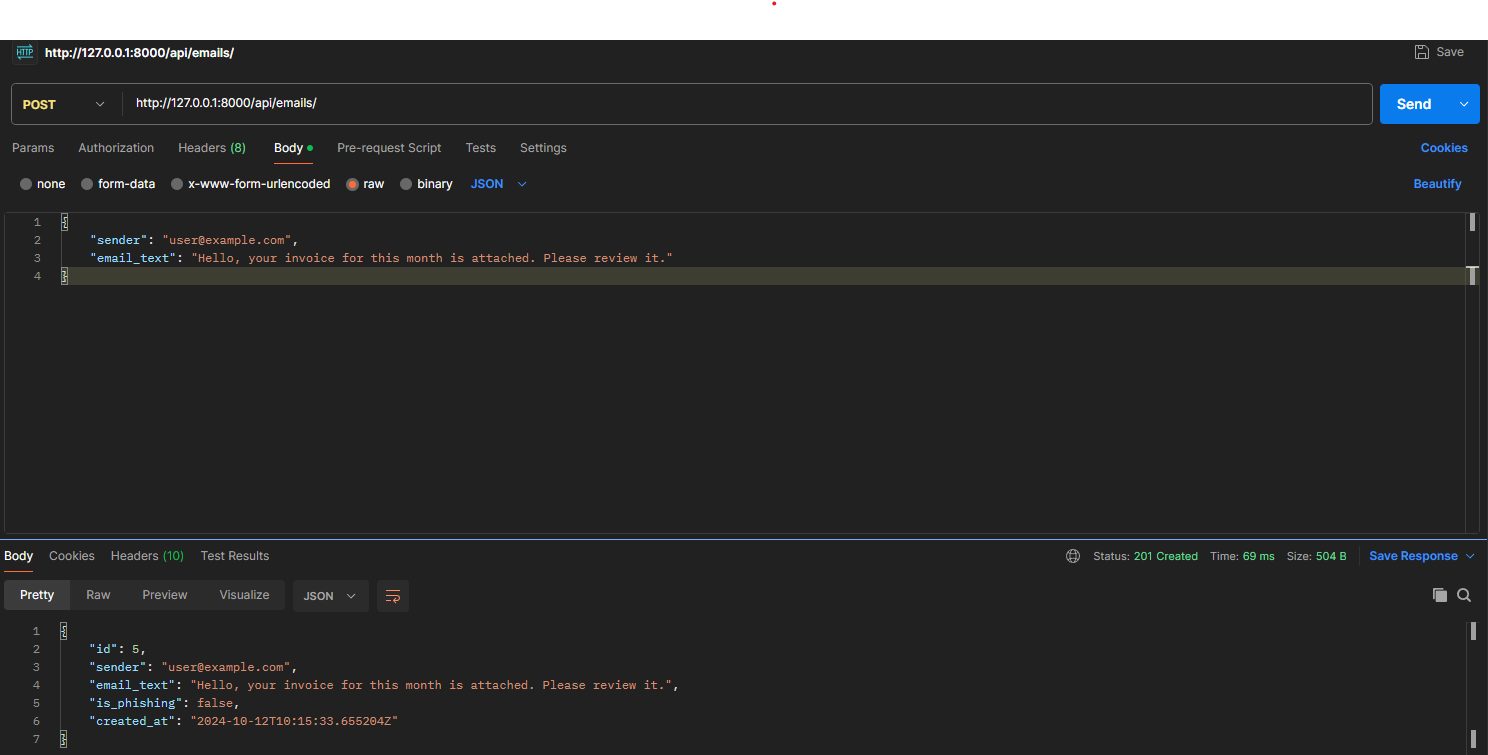 HTTP http://127.0.0.1:8000/api/emails/ Save
POST http://127.0.0.1:8000/api/emails/ Send
Params Authorization Headers (8) Body Pre-request Script Tests Settings Cookies
none form-data x-www-form-urlencoded raw binary JSON Beautify
1 {
2 "sender": "user@example.com",
3 "email_text": "Hello, your invoice for this month is attached. Please review it."
4 }
Body Cookies Headers (10) Test Results Status: 201 Created Time: 69 ms Size: 504 B Save Response
Pretty Raw Preview Visualize JSON
1 {
2 "id": 5,
3 "sender": "user@example.com",
4 "email_text": "Hello, your invoice for this month is attached. Please review it.",
5 "is_phishing": false,
6 "created_at": "2024-10-12T10:15:33.655204Z"
7 }